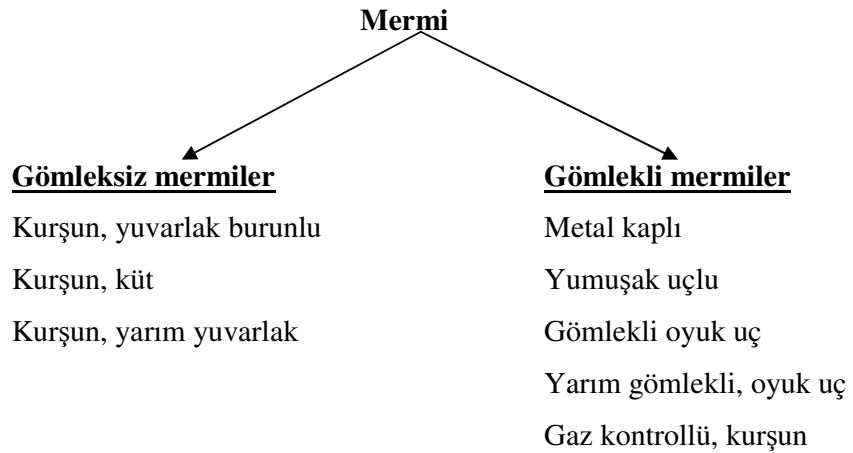 Mermi
Gömleksiz mermiler
Kurşun, yuvarlak burunlu
Kurşun, küt
Kurşun, yarım yuvarlak
Gömlekli mermiler
Metal kaplı
Yumuşak uçlu
Gömlekli oyuk uç
Yarım gömlekli, oyuk uç
Gaz kontrollü, kurşun